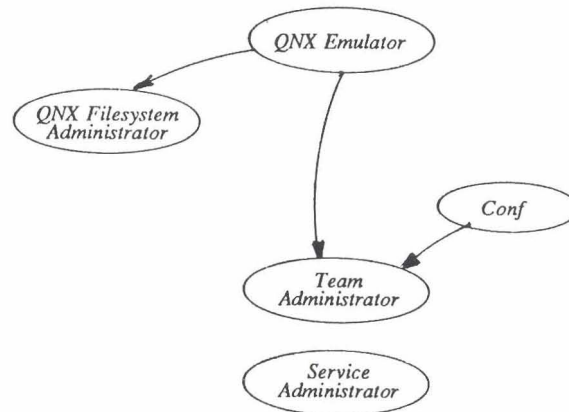 QNX Emulator
QNX Filesystem
Administrator
Conf
Team
Administrator
Service
Administrator